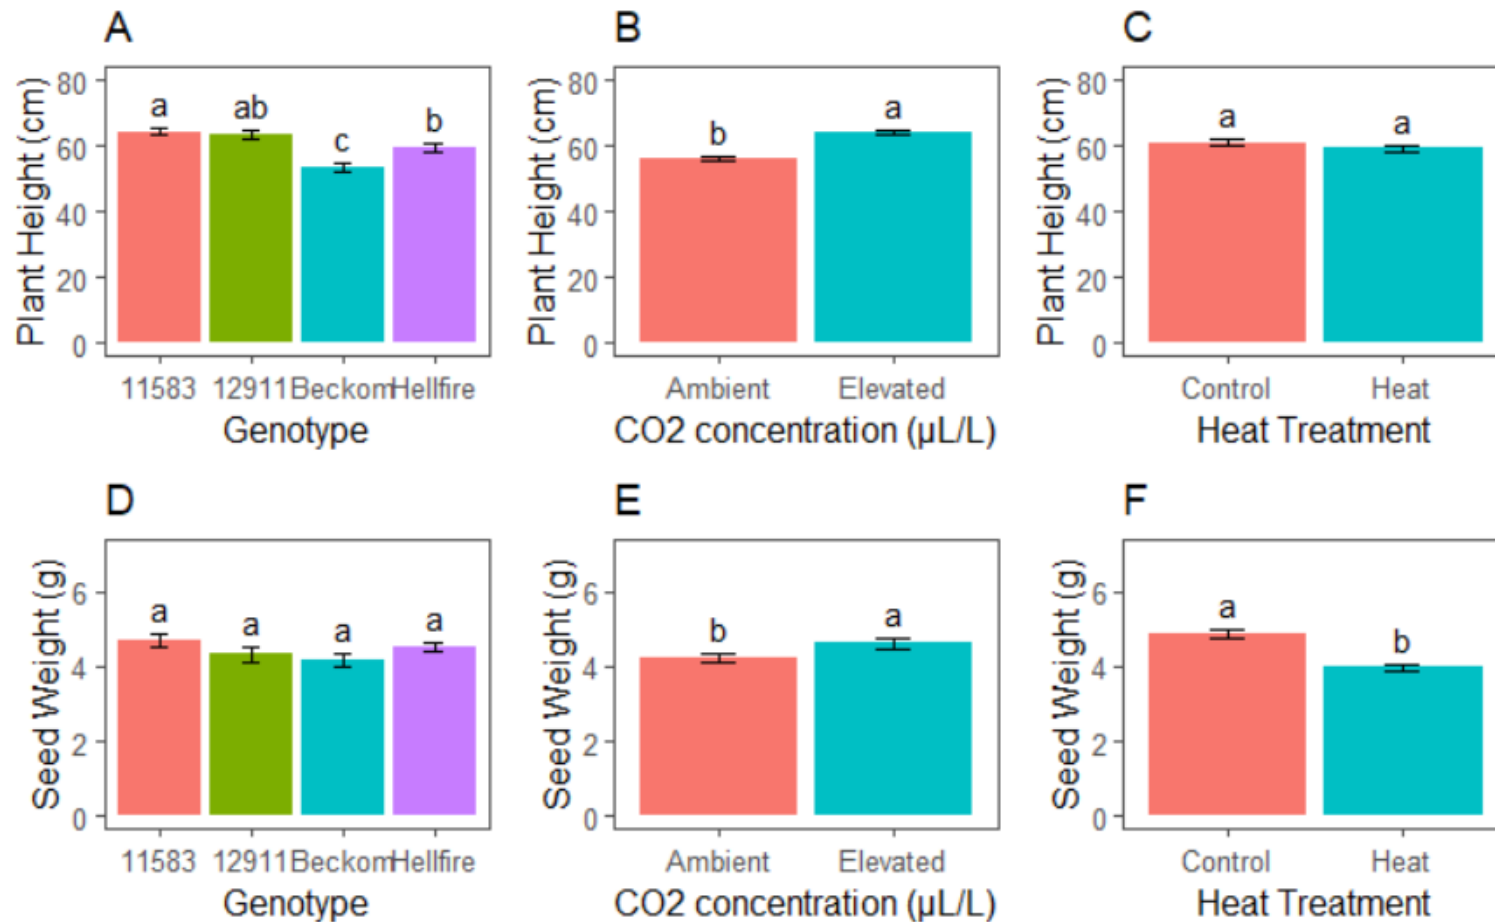 A
B
C
Plant Height (cm)
80
60
40
20
0
a
ab
c
b
11583 12911 Beckom Hellfire
Genotype
Plant Height (cm)
80
60
40
20
0
b
a
Ambient Elevated
CO2 concentration (µL/L)
Plant Height (cm)
80
60
40
20
0
a
a
Control Heat
Heat Treatment
D
E
F
Seed Weight (g)
6
4
2
0
a
a
a
a
11583 12911 Beckom Hellfire
Genotype
Seed Weight (g)
6
4
2
0
b
a
Ambient Elevated
CO2 concentration (µL/L)
Seed Weight (g)
6
4
2
0
a
b
Control Heat
Heat Treatment